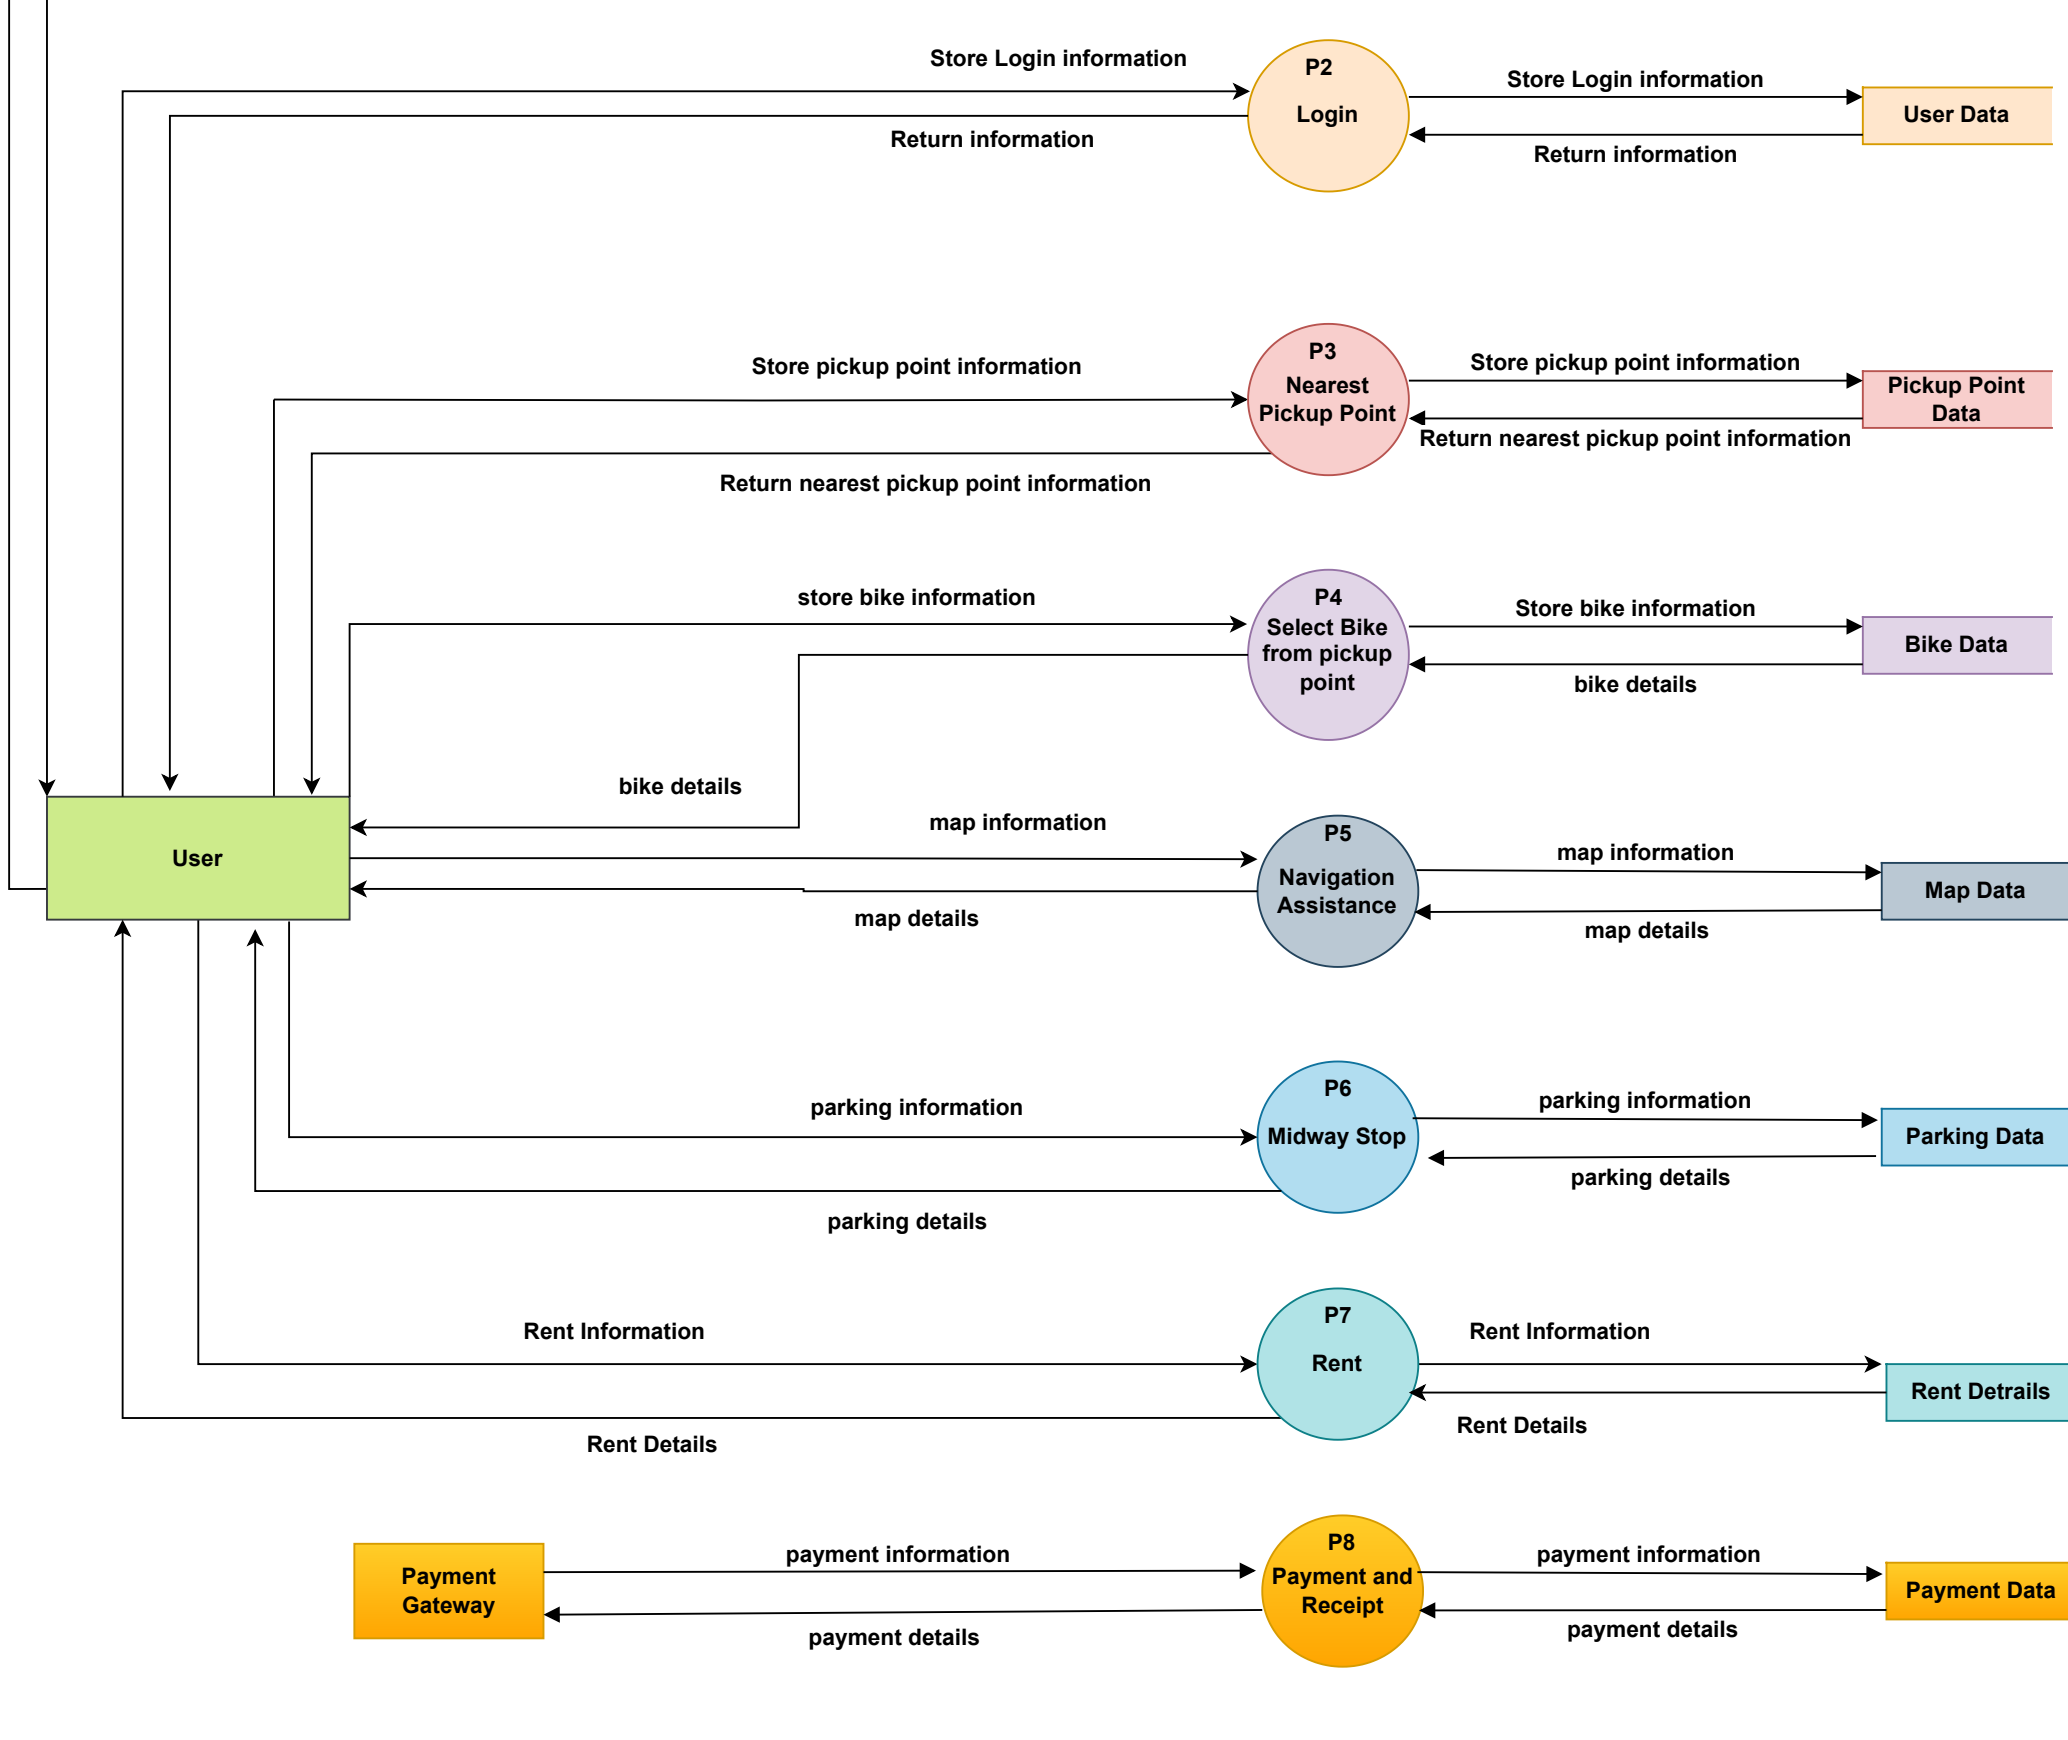 Store Login information
P2
Login
Store Login information
User Data
Return information
Return information
Store pickup point information
P3
Nearest
Pickup Point
Store pickup point information
Pickup Point
Data
Return nearest pickup point information
Return nearest pickup point information
store bike information
P4
Select Bike
from pickup
point
Store bike information
Bike Data
bike details
bike details
User
map information
P5
Navigation
Assistance
map information
Map Data
map details
map details
parking information
P6
Midway Stop
parking information
Parking Data
parking details
parking details
Rent Information
P7
Rent
Rent Information
Rent Detrails
Rent Details
Rent Details
Payment
Gateway
payment information
P8
Payment and
Receipt
payment information
Payment Data
payment details
payment details